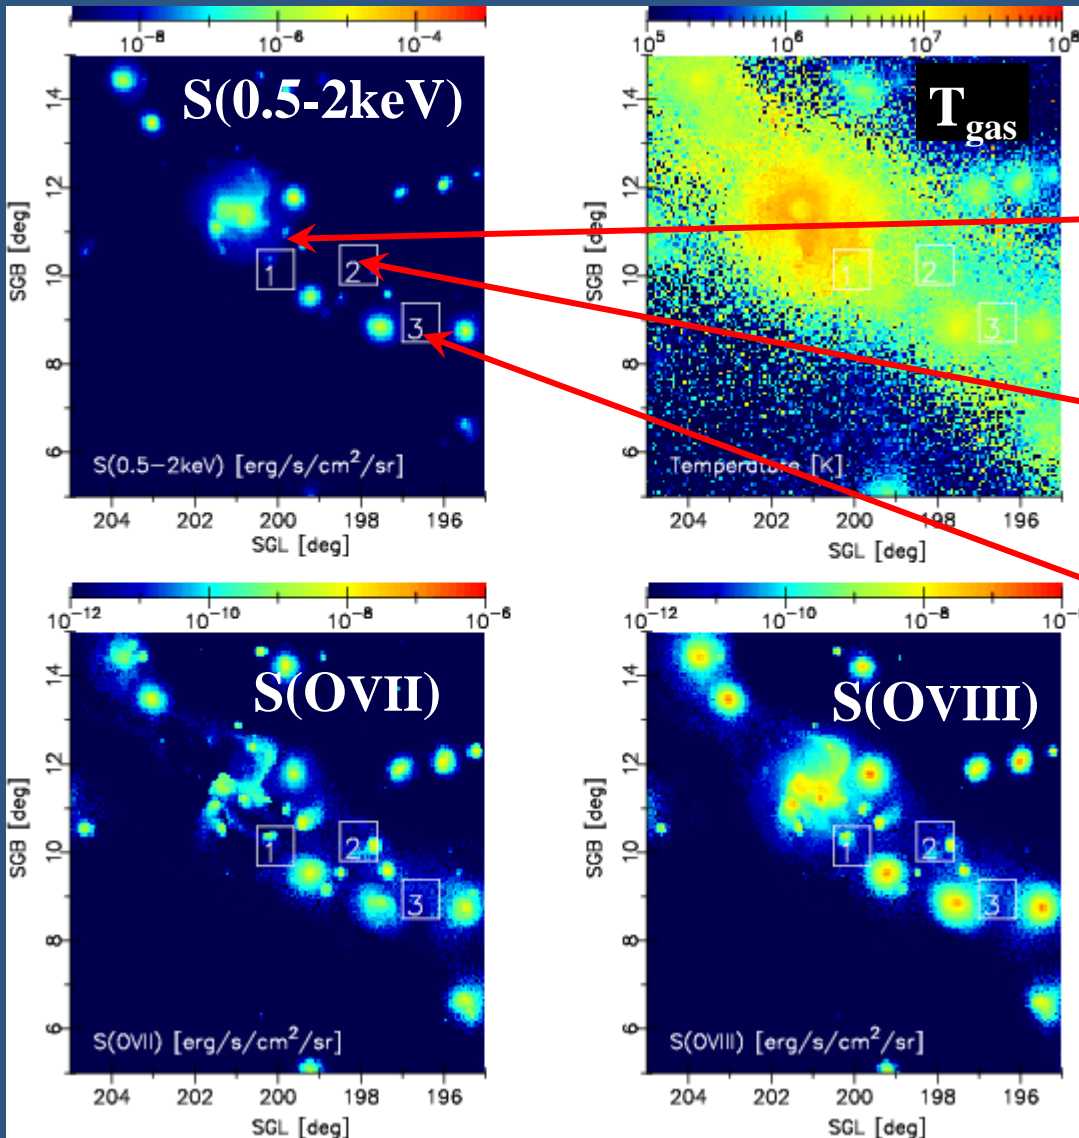 10⁻⁸ 10⁻⁶ 10⁻⁴
S(0.5-2keV)
SGB [deg]
14
12
10
8
6
1
2
3
S(0.5−2keV) [erg/s/cm²/sr]
204 202 200 198 196
SGL [deg]
10⁵ 10⁶ 10⁷ 10⁸
T_gas
SGB [deg]
14
12
10
8
6
1
2
3
Temperature [K]
204 202 200 198 196
SGL [deg]
10⁻¹² 10⁻¹⁰ 10⁻⁸ 10⁻⁶
S(OVII)
SGB [deg]
14
12
10
8
6
1
2
3
S(OVII) [erg/s/cm²/sr]
204 202 200 198 196
SGL [deg]
10⁻¹² 10⁻¹⁰ 10⁻⁸
S(OVIII)
SGB [deg]
14
12
10
8
6
1
2
3
S(OVIII) [erg/s/cm²/sr]
204 202 200 198 196
SGL [deg]